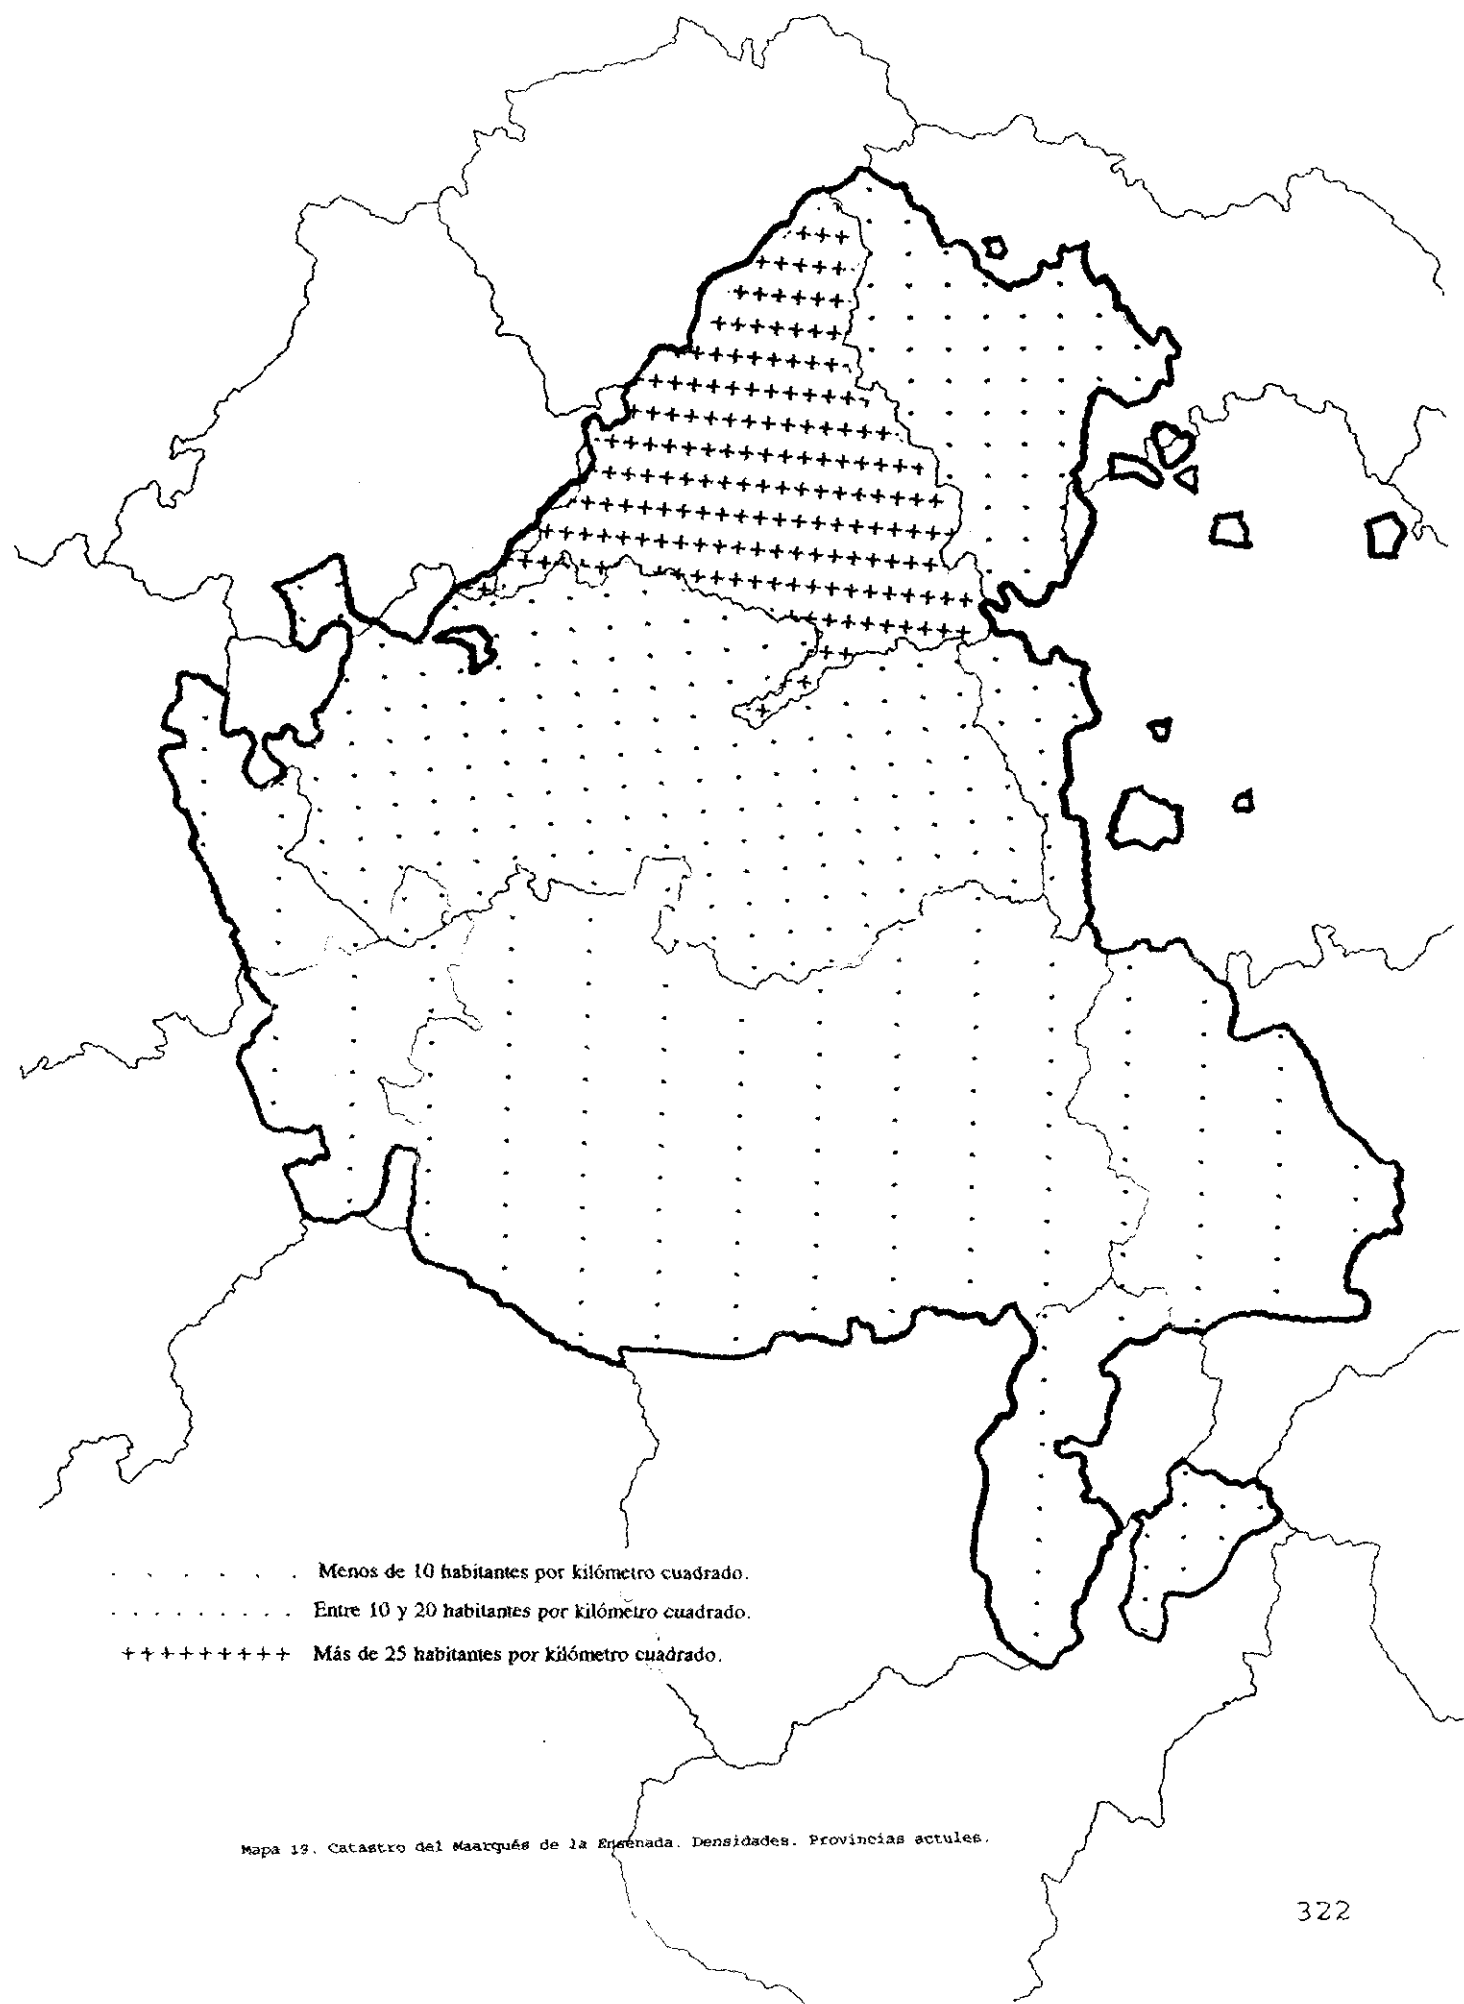 Menos de 10 habitantes por kilómetro cuadrado.
Entre 10 y 20 habitantes por kilómetro cuadrado.
+++++++++ Más de 25 habitantes por kilómetro cuadrado.
Mapa 19. Catastro del Maarqués de la Ensenada. Densidades. Provincias actules.
322